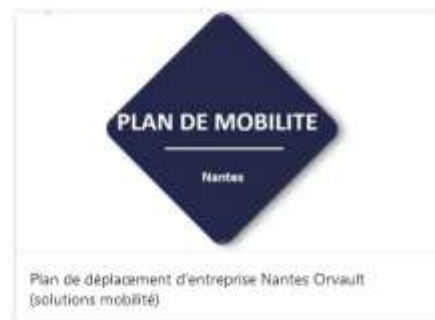 PLAN DE MOBILITE
Nantes
Plan de déplacement d'entreprise Nantes Orvault
(solutions mobilité)